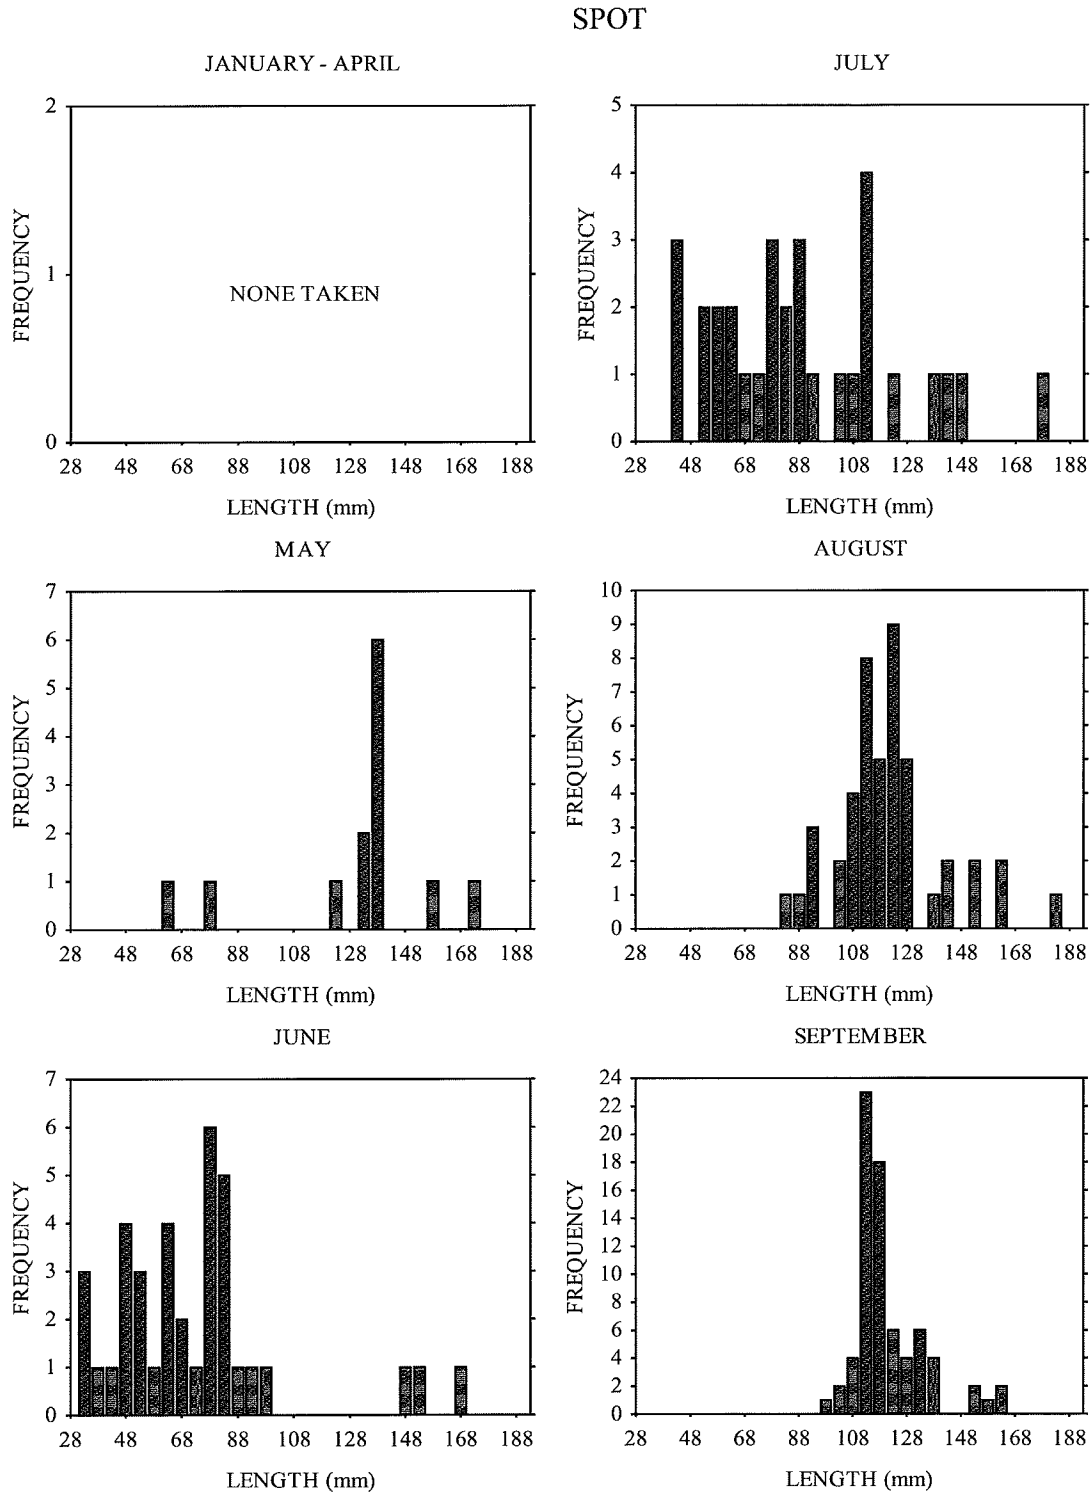 SPOT
JANUARY - APRIL
2
1
0
FREQUENCY
NONE TAKEN
28 48 68 88 108 128 148 168 188
LENGTH (mm)
MAY
7
6
5
4
3
2
1
0
FREQUENCY
28 48 68 88 108 128 148 168 188
LENGTH (mm)
JUNE
7
6
5
4
3
2
1
0
FREQUENCY
28 48 68 88 108 128 148 168 188
LENGTH (mm)
JULY
5
4
3
2
1
0
FREQUENCY
28 48 68 88 108 128 148 168 188
LENGTH (mm)
AUGUST
10
9
8
7
6
5
4
3
2
1
0
FREQUENCY
28 48 68 88 108 128 148 168 188
LENGTH (mm)
SEPTEMBER
24
22
20
18
16
14
12
10
8
6
4
2
0
FREQUENCY
28 48 68 88 108 128 148 168 188
LENGTH (mm)